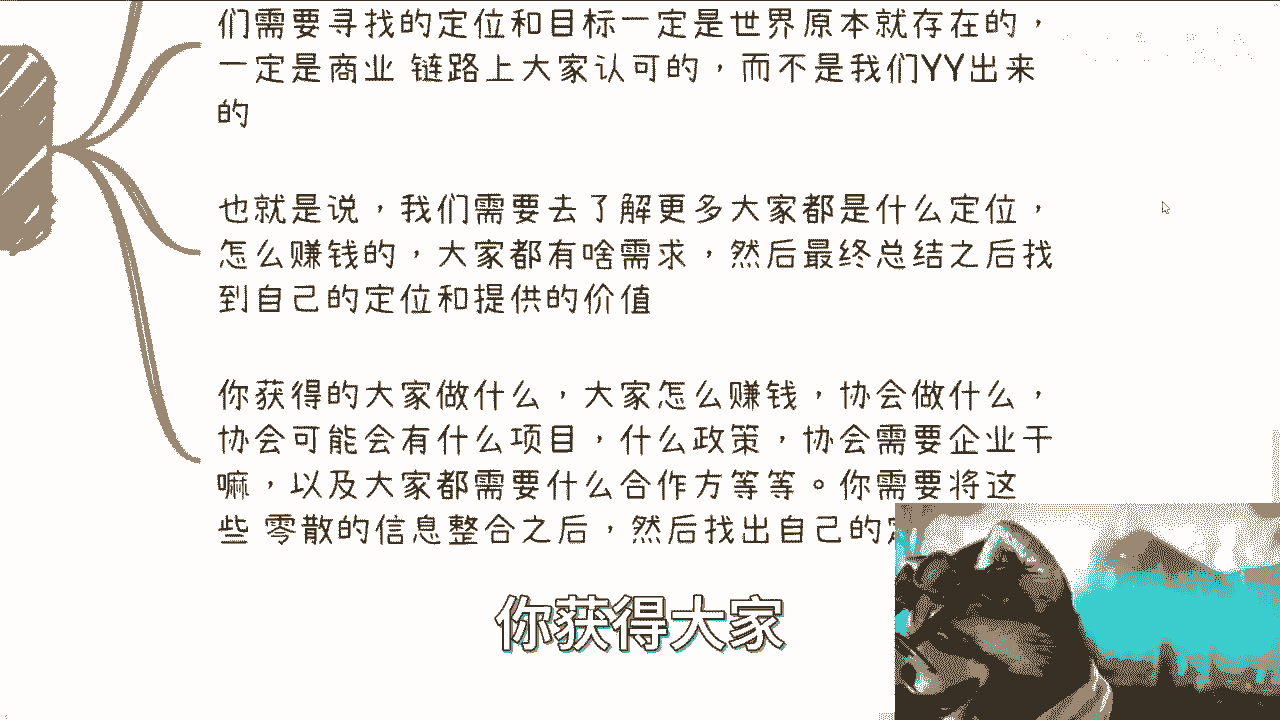 们需要寻找的定位和目标一定是世界原本就存在的，
一定是商业 链路上大家认可的，而不是我们YY出来
的
也就是说，我们需要去了解更多大家都是什么定位，
怎么赚钱的，大家都有啥需求，然后最终总结之后找
到自己的定位和提供的价值
你获得的大家做什么，大家怎么赚钱，协会做什么，
协会可能会有什么项目，什么政策，协会需要企业干
嘛，以及大家都需要什么合作方等等。你需要将这
些 零散的信息整合之后，然后找出自己的
你获得大家